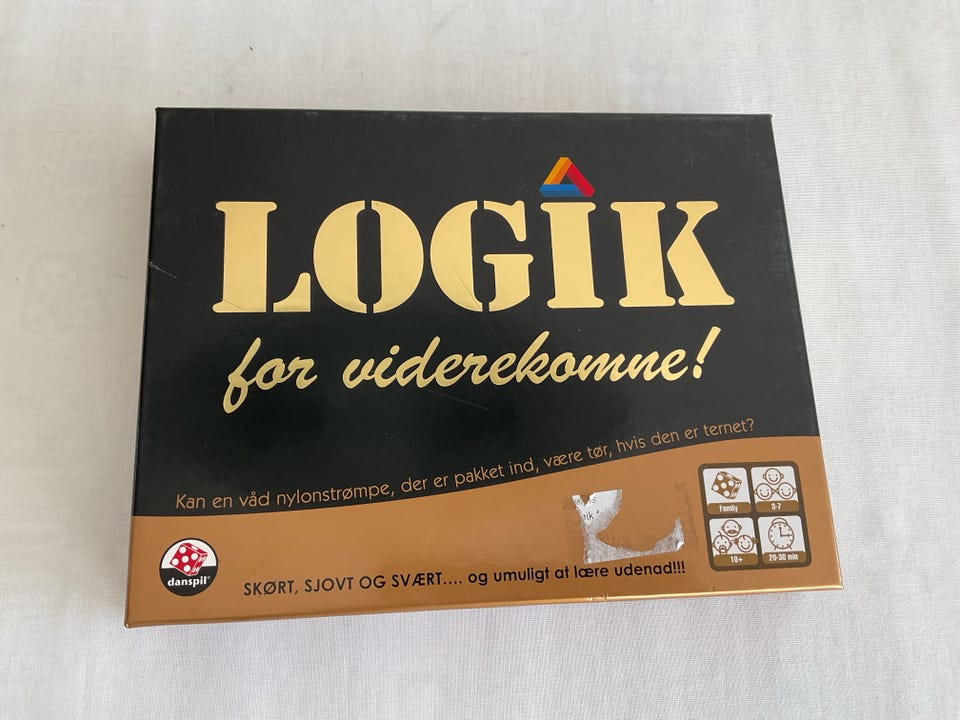 LOGIK
for viderekomne!
Kan en våd nylonstrømpe, der er pakket ind, være tør, hvis den er ternet?
Family
3-7
10+
20-30 min
danspil®
SKØRT, SJOVT OG SVÆRT.... og umuligt at lære udenad!!!